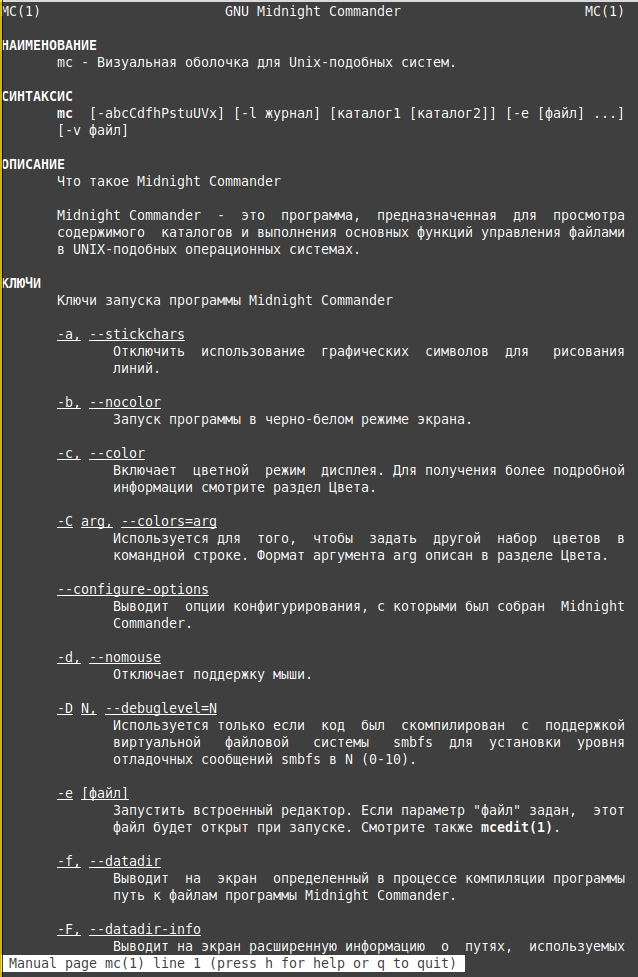 MC(1) GNU Midnight Commander MC(1)
НАИМЕНОВАНИЕ
mc - Визуальная оболочка для Unix-подобных систем.
СИНТАКСИС
mc [-abcCdfhPstuUVx] [-l журнал] [каталог1 [каталог2]] [-e [файл] ...]
[-v файл]
ОПИСАНИЕ
Что такое Midnight Commander
Midnight Commander - это программа, предназначенная для просмотра
содержимого каталогов и выполнения основных функций управления файлами
в UNIX-подобных операционных системах.
КЛЮЧИ
Ключи запуска программы Midnight Commander
-a, --stickchars
Отключить использование графических символов для рисования
линий.
-b, --nocolor
Запуск программы в черно-белом режиме экрана.
-c, --color
Включает цветной режим дисплея. Для получения более подробной
информации смотрите раздел Цвета.
-C arg, --colors=arg
Используется для того, чтобы задать другой набор цветов в
командной строке. Формат аргумента arg описан в разделе Цвета.
--configure-options
Выводит опции конфигурирования, с которыми был собран Midnight
Commander.
-d, --nomouse
Отключает поддержку мыши.
-D N, --debuglevel=N
Используется только если код был скомпилирован с поддержкой
виртуальной файловой системы smbfs для установки уровня
отладочных сообщений smbfs в N (0-10).
-e [файл]
Запустить встроенный редактор. Если параметр "файл" задан, этот
файл будет открыт при запуске. Смотрите также mcedit(1).
-f, --datadir
Выводит на экран определенный в процессе компиляции программы
путь к файлам программы Midnight Commander.
-F, --datadir-info
Выводит на экран расширенную информацию о путях, используемых
Manual page mc(1) line 1 (press h for help or q to quit)